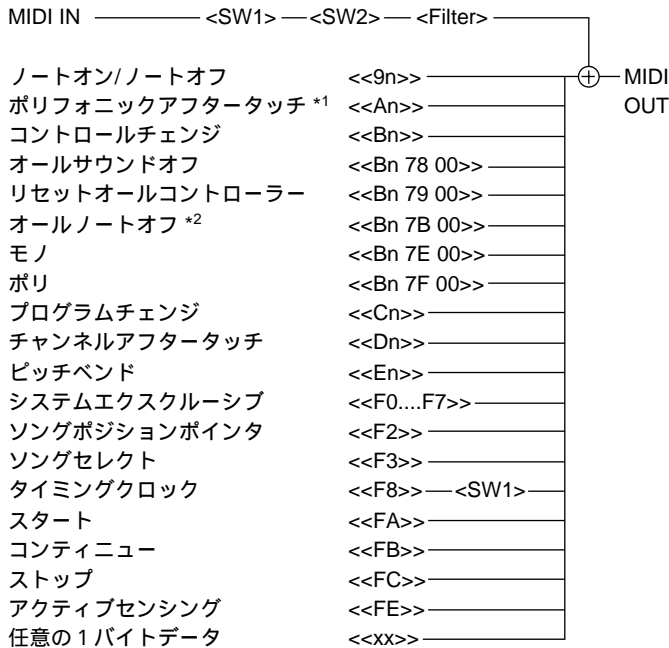 MIDI IN <SW1> <SW2> <Filter>
ノートオン/ノートオフ <<9n>> MIDI
ポリフォニックアフタータッチ *1 <<An>> OUT
コントロールチェンジ <<Bn>>
オールサウンドオフ <<Bn 78 00>>
リセットオールコントローラー <<Bn 79 00>>
オールノートオフ *2 <<Bn 7B 00>>
モノ <<Bn 7E 00>>
ポリ <<Bn 7F 00>>
プログラムチェンジ <<Cn>>
チャンネルアフタータッチ <<Dn>>
ピッチベンド <<En>>
システムエクスクルーシブ <<F0....F7>>
ソングポジションポインタ <<F2>>
ソングセレクト <<F3>>
タイミングクロック <<F8>> <SW1>
スタート <<FA>>
コンティニュー <<FB>>
ストップ <<FC>>
アクティブセンシング <<FE>>
任意の1バイトデータ <<xx>>